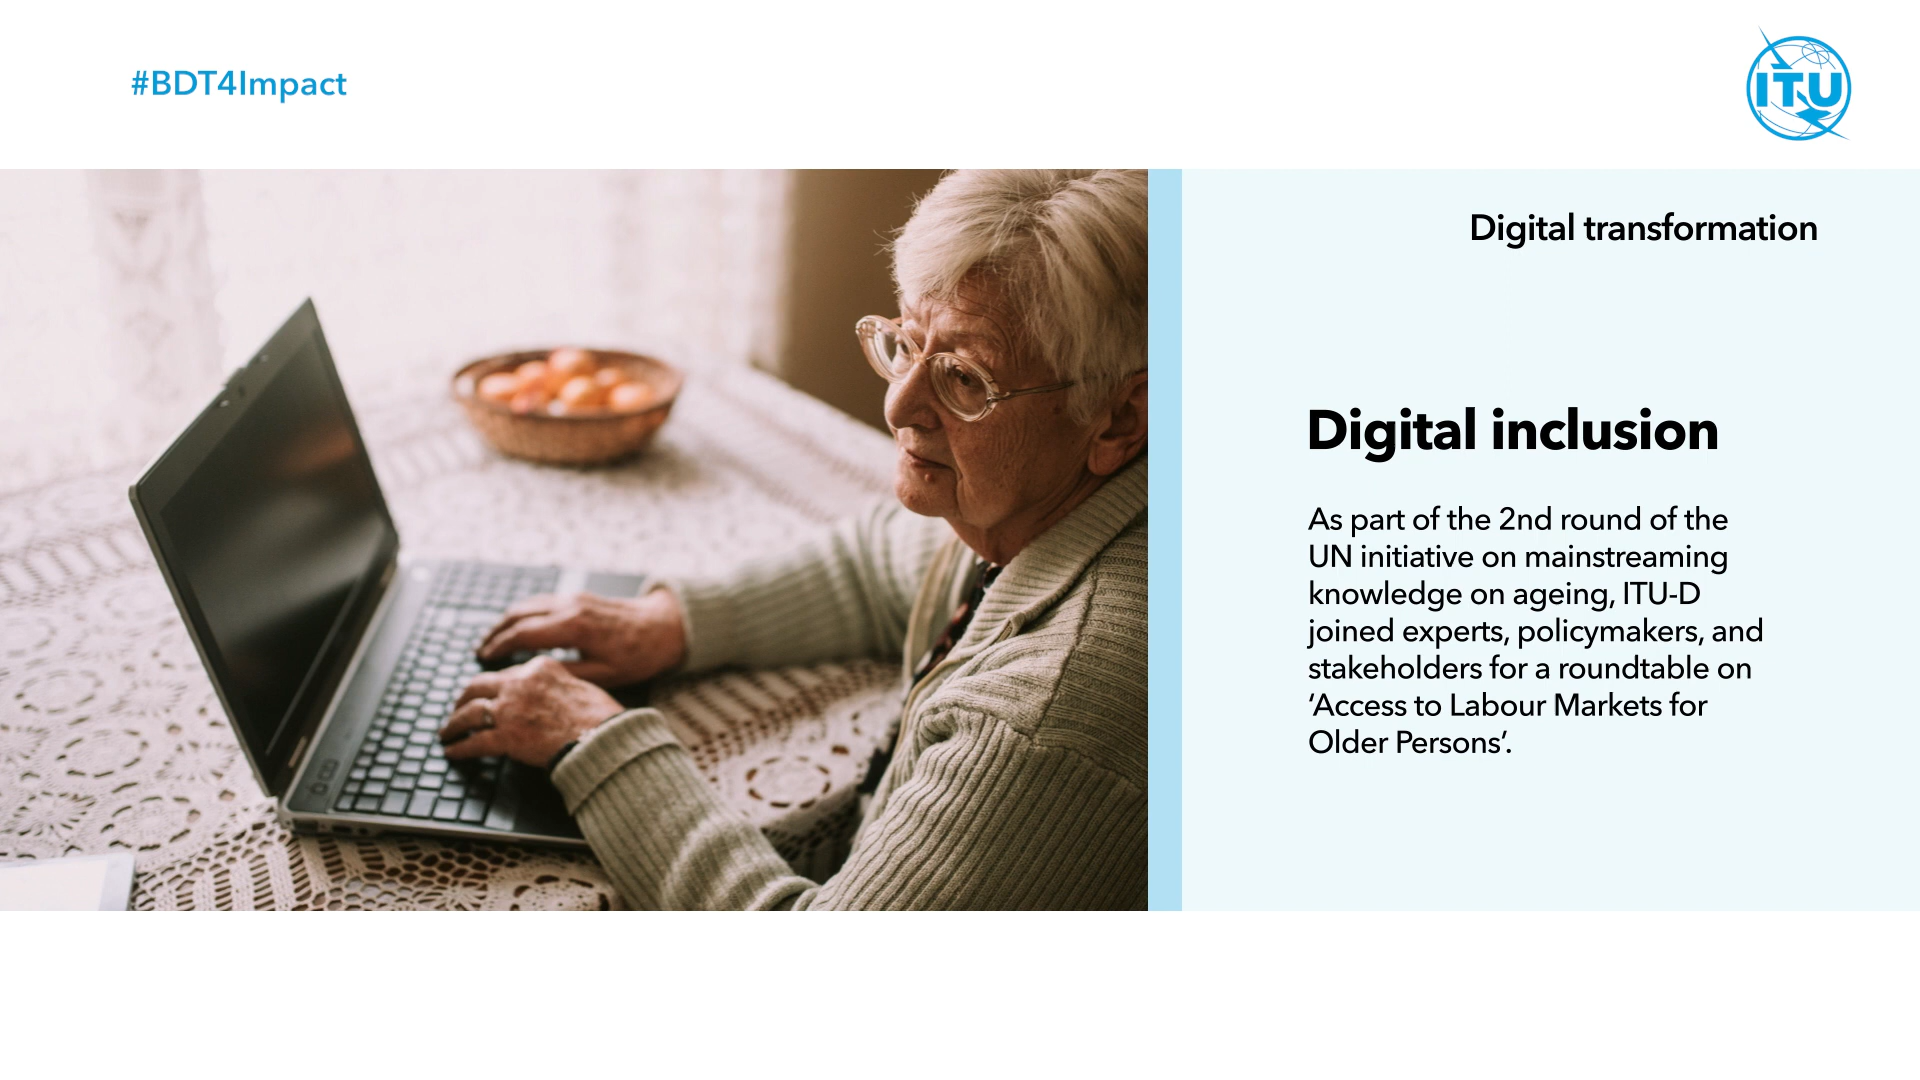 #BDT4Impact
ITU
Digital transformation
Digital inclusion
As part of the 2nd round of the
UN initiative on mainstreaming
knowledge on ageing, ITU-D
joined experts, policymakers, and
stakeholders for a roundtable on
‘Access to Labour Markets for
Older Persons’.